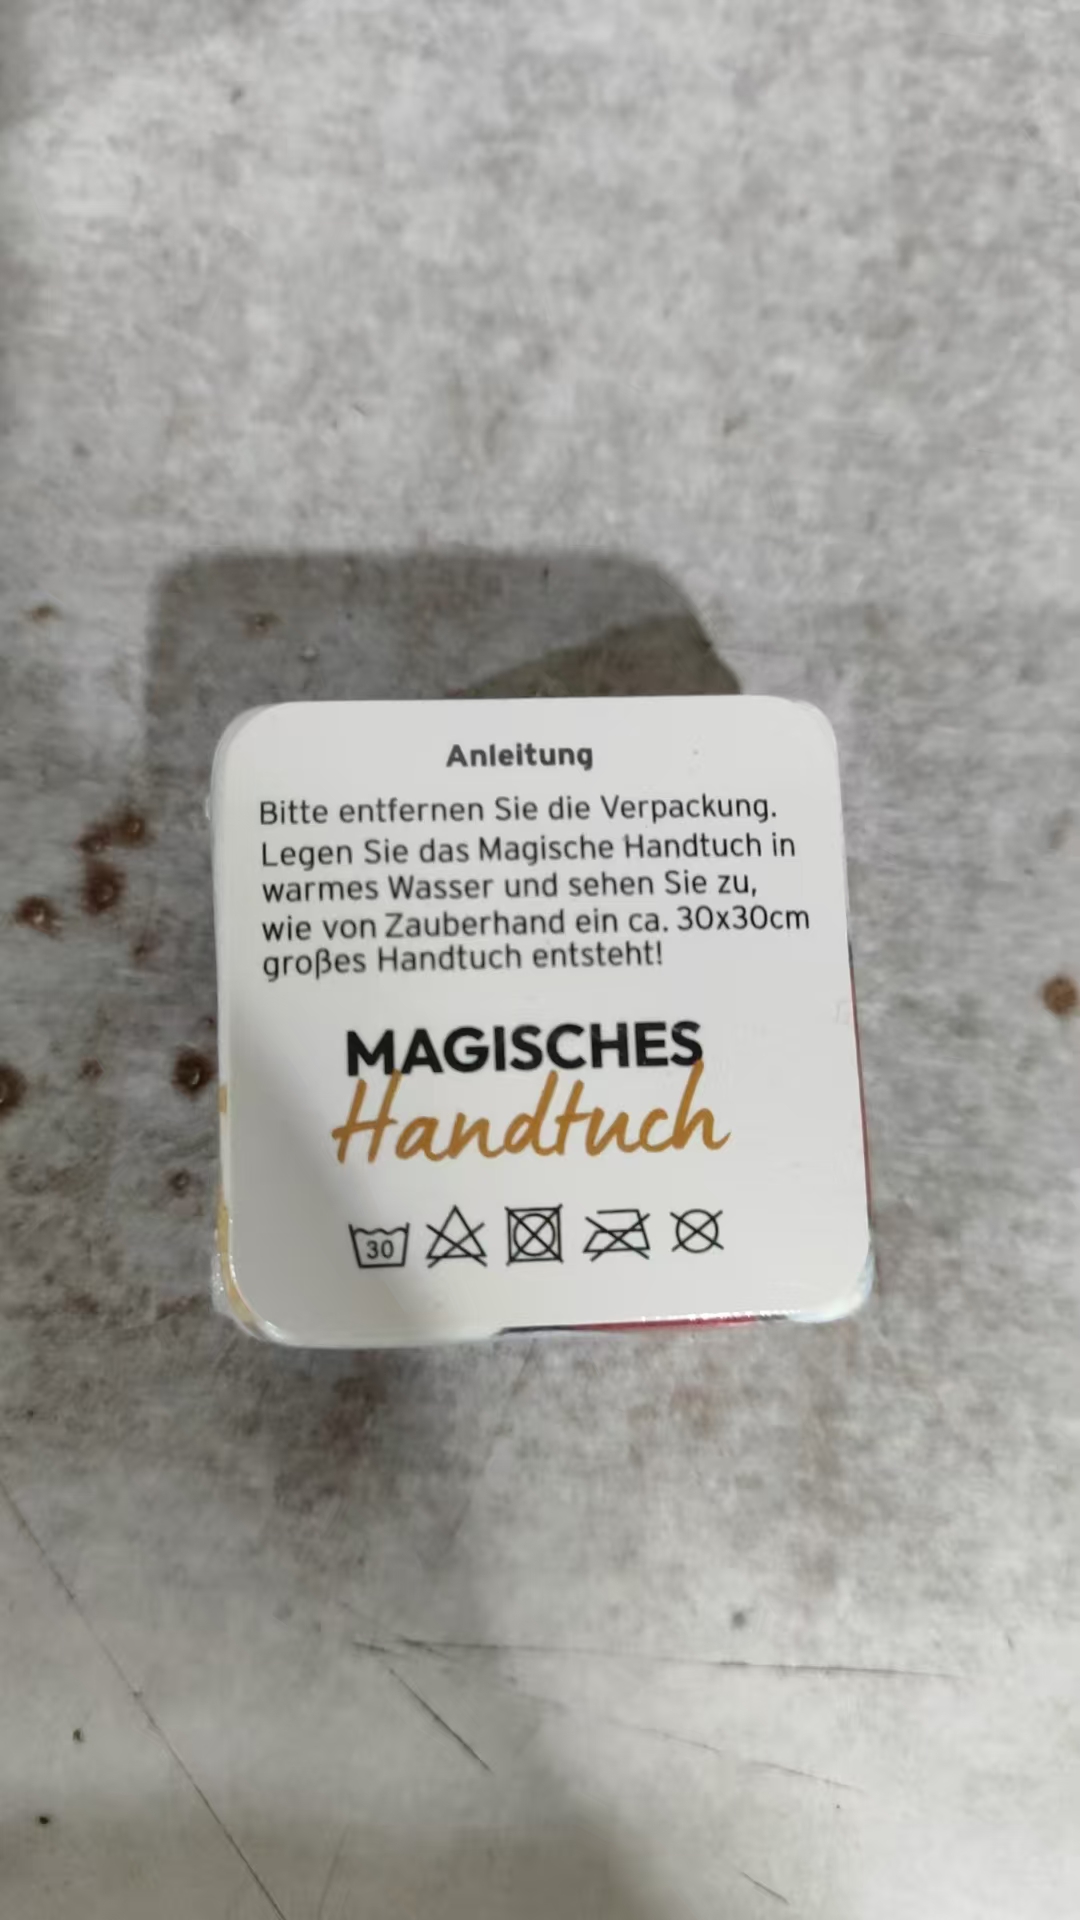 Anleitung
Bitte entfernen Sie die Verpackung.
Legen Sie das Magische Handtuch in
warmes Wasser und sehen Sie zu,
wie von Zauberhand ein ca. 30x30cm
großes Handtuch entsteht!
MAGISCHES
Handtuch
30